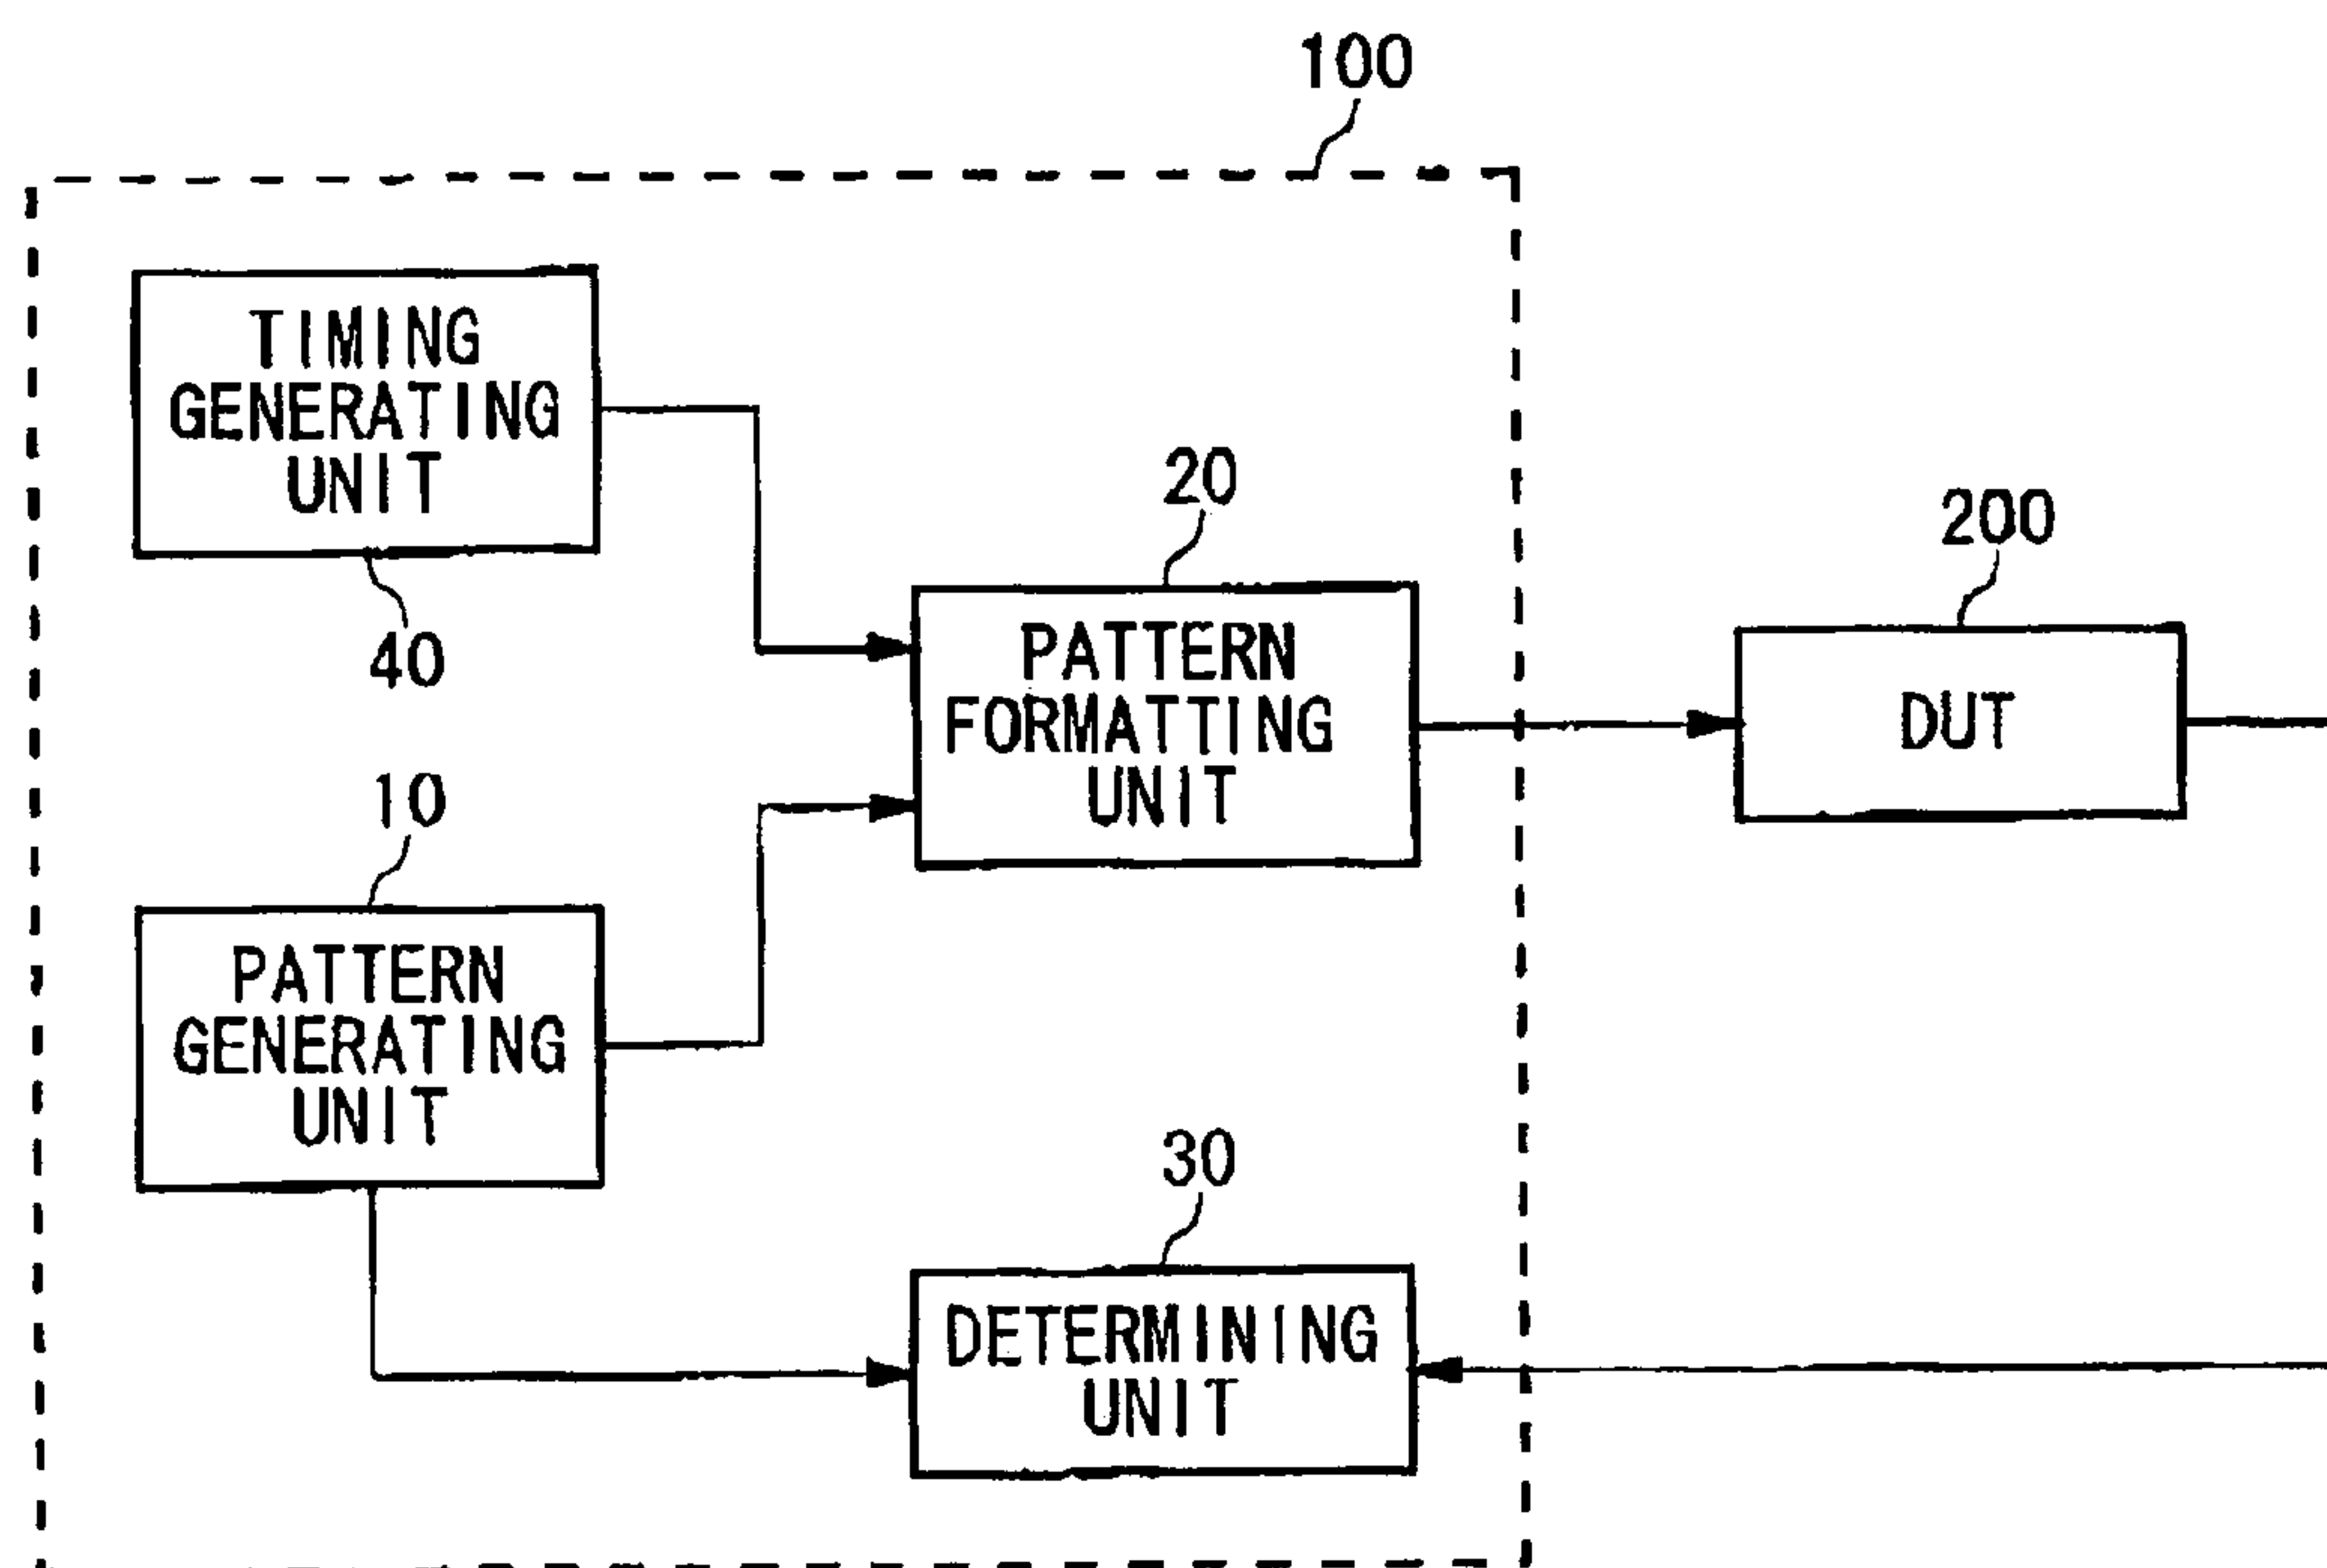 100
TIMING
GENERATING
UNIT
40
20
PATTERN
FORMATTING
UNIT
200
DUT
10
PATTERN
GENERATING
UNIT
30
DETERMINING
UNIT